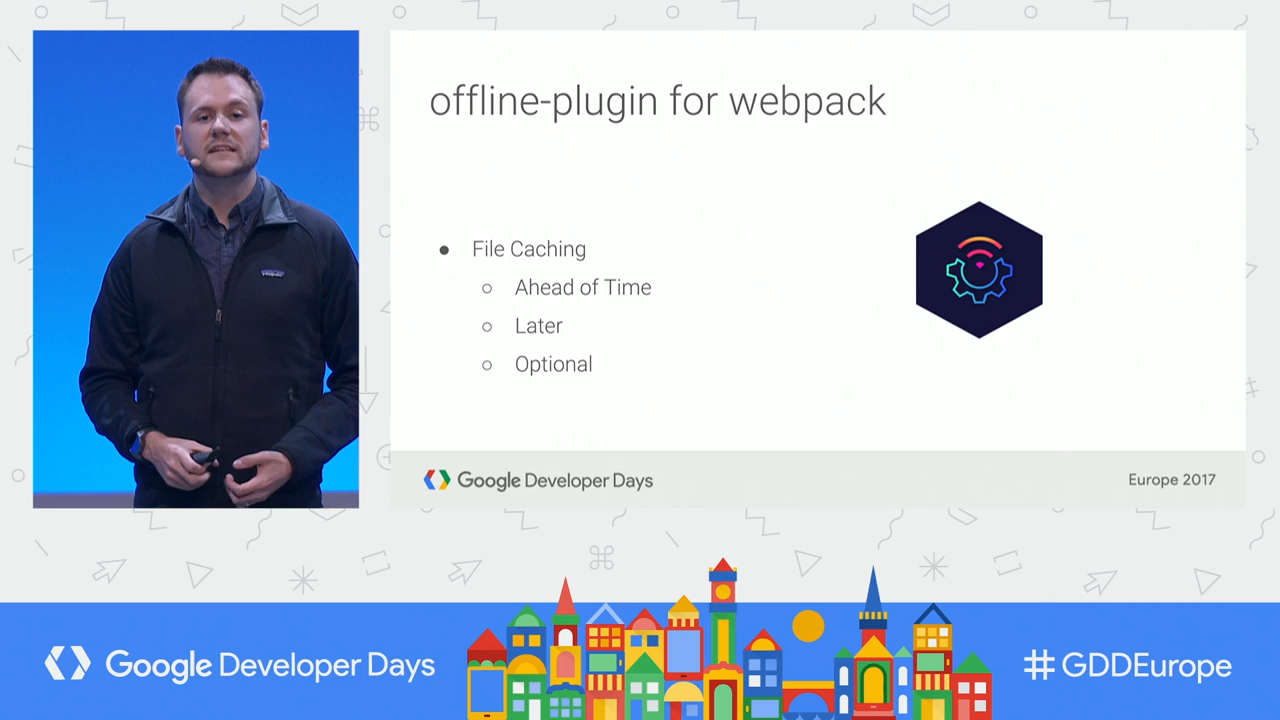 offline-plugin for webpack
File Caching
Ahead of Time
Later
Optional
Google Developer Days
Europe 2017
Google Developer Days
#GDDEurope